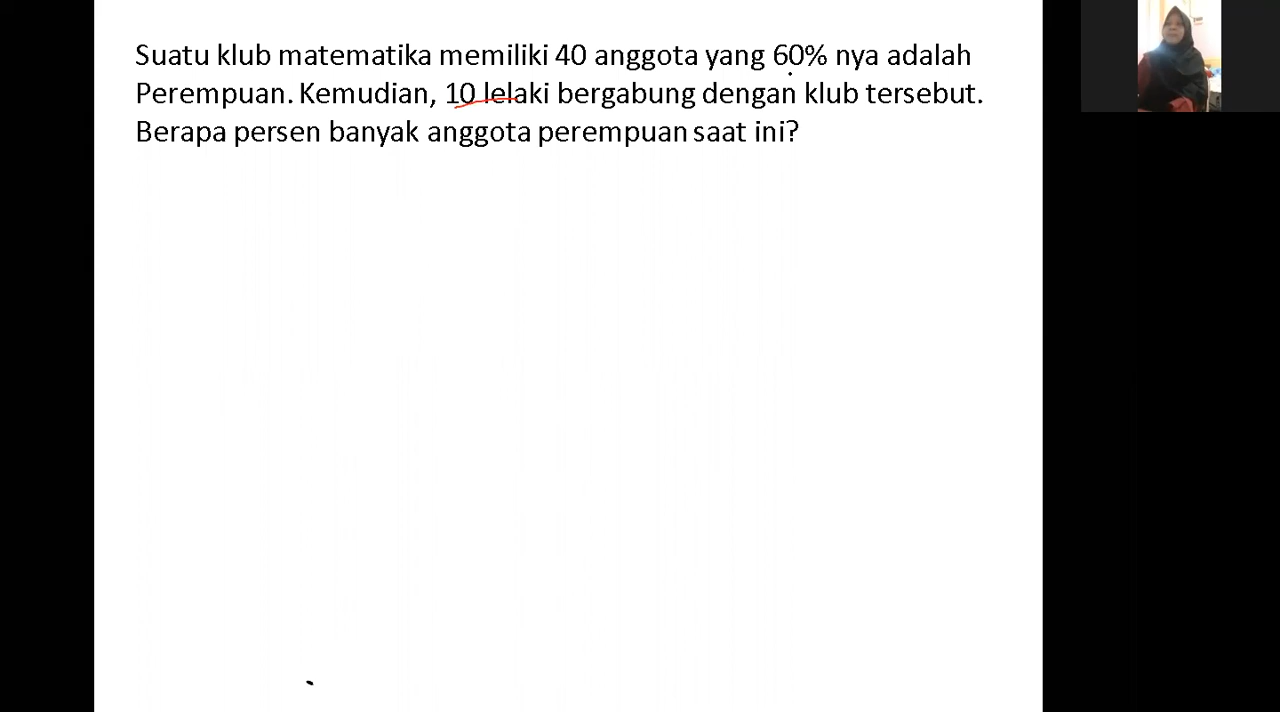 Suatu klub matematika memiliki 40 anggota yang 60% nya adalah
Perempuan. Kemudian, 10 lelaki bergabung dengan klub tersebut.
Berapa persen banyak anggota perempuan saat ini?